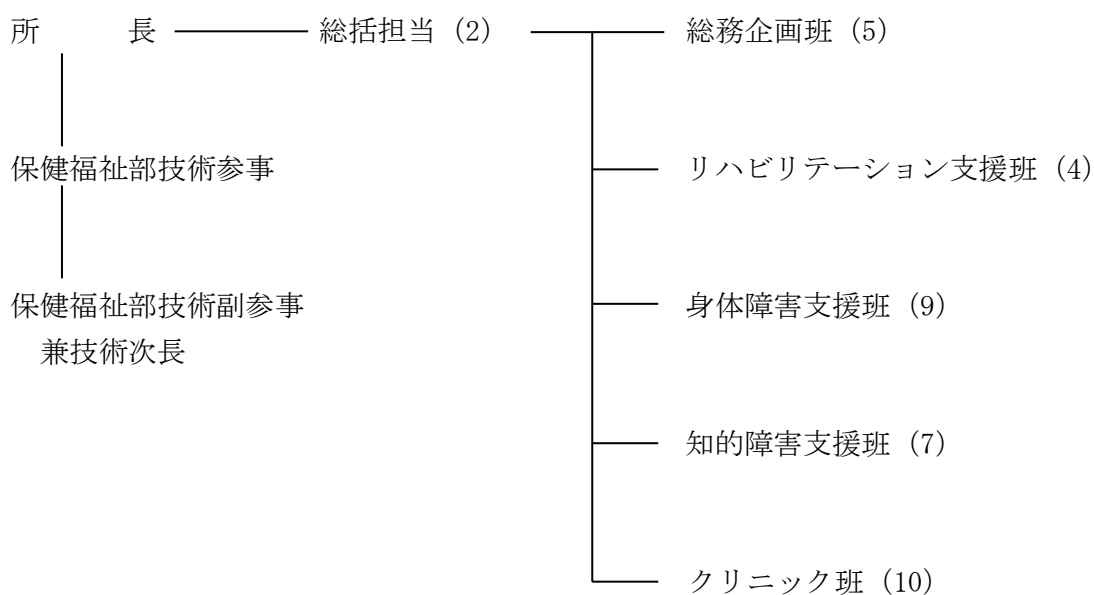 所　　　長 総括担当（2） 総務企画班（5）
保健福祉部技術参事 リハビリテーション支援班（4）
保健福祉部技術副参事 身体障害支援班（9）
兼技術次長
知的障害支援班（7）
クリニック班（10）